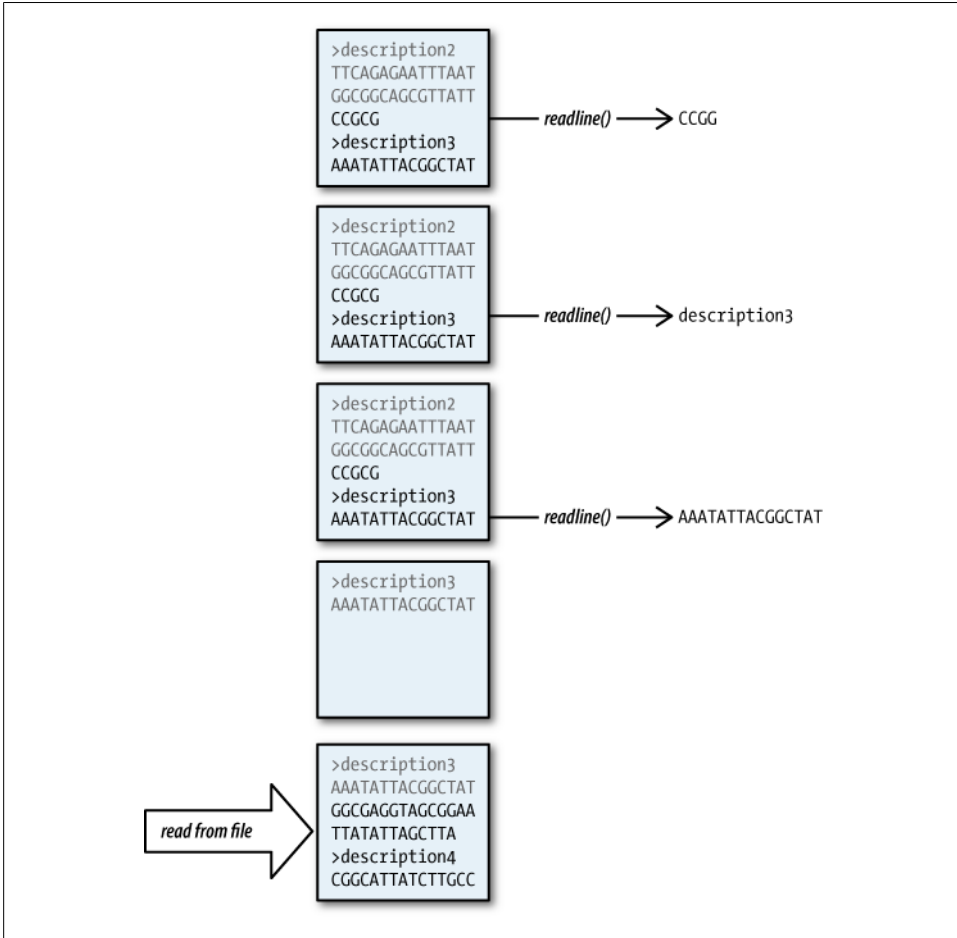 >description2
TTCAGAGAATTTAAT
GGCGGCAGCGTTATT
CCGCG
>description3
AAATATTACGGCTAT
readline()
CCGG
>description2
TTCAGAGAATTTAAT
GGCGGCAGCGTTATT
CCGCG
>description3
AAATATTACGGCTAT
readline()
description3
>description2
TTCAGAGAATTTAAT
GGCGGCAGCGTTATT
CCGCG
>description3
AAATATTACGGCTAT
readline()
AAATATTACGGCTAT
>description3
AAATATTACGGCTAT
read from file
>description3
AAATATTACGGCTAT
GGCGAGGTAGCGGAA
TTATATTAGCTTA
>description4
CGGCATTATCTTGCC